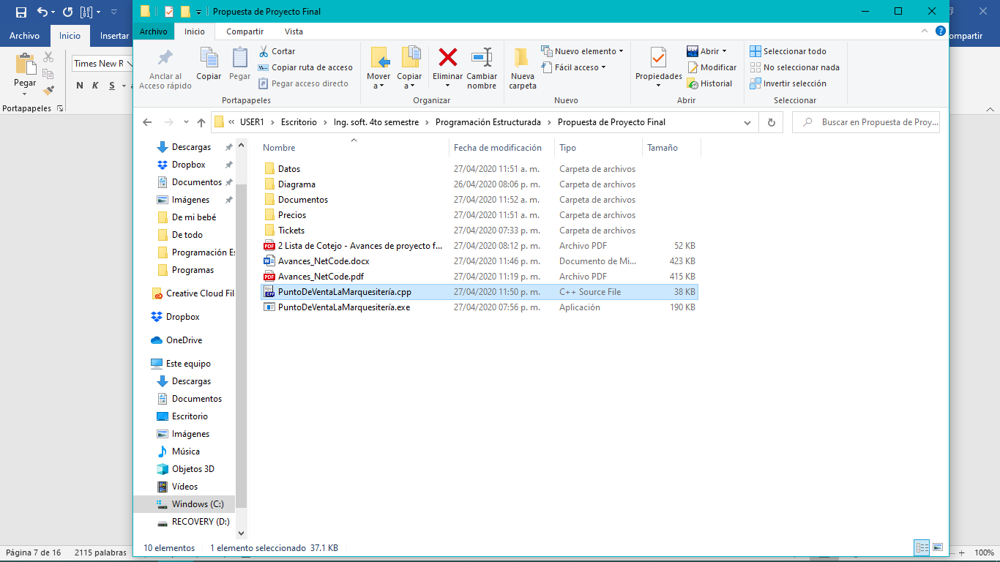 Propuesta de Proyecto Final
Archivo Inicio Insertar
Archivo Inicio Compartir Vista
ompartir
Times New R
Pegar
N K S
Portapapeles
Anclar al Acceso rápido
Copiar
Pegar
Cortar
Copiar ruta de acceso
Pegar acceso directo
Portapapeles
Mover a
Copiar a
Eliminar
Cambiar nombre
Organizar
Nueva carpeta
Nuevo elemento
Fácil acceso
Nuevo
Propiedades
Abrir
Modificar
Historial
Abrir
Seleccionar todo
No seleccionar nada
Invertir selección
Seleccionar
« USER1 > Escritorio > Ing. soft. 4to semestre > Programación Estructurada > Propuesta de Proyecto Final
Buscar en Propuesta de Proy...
Descargas
Dropbox
Documentos
Imágenes
De mi bebé
De todo
Programación Es
Programas
Creative Cloud Fil
Dropbox
OneDrive
Este equipo
Descargas
Documentos
Escritorio
Imágenes
Música
Objetos 3D
Vídeos
Windows (C:)
RECOVERY (D:)
Nombre Fecha de modificación Tipo Tamaño
Datos 27/04/2020 11:51 a. m. Carpeta de archivos
Diagrama 26/04/2020 08:06 p. m. Carpeta de archivos
Documentos 27/04/2020 11:52 a. m. Carpeta de archivos
Precios 27/04/2020 11:51 a. m. Carpeta de archivos
Tickets 27/04/2020 07:33 p. m. Carpeta de archivos
PDF 2 Lista de Cotejo - Avances de proyecto f... 27/04/2020 08:12 p. m. Archivo PDF 52 KB
Avances_NetCode.docx 27/04/2020 11:46 p. m. Documento de Mi... 423 KB
PDF Avances_NetCode.pdf 27/04/2020 11:19 p. m. Archivo PDF 415 KB
PuntoDeVentaLaMarquesitería.cpp 27/04/2020 11:50 p. m. C++ Source File 38 KB
PuntoDeVentaLaMarquesitería.exe 27/04/2020 07:56 p. m. Aplicación 190 KB
10 elementos 1 elemento seleccionado 37.1 KB
Página 7 de 16 2115 palabras
100%